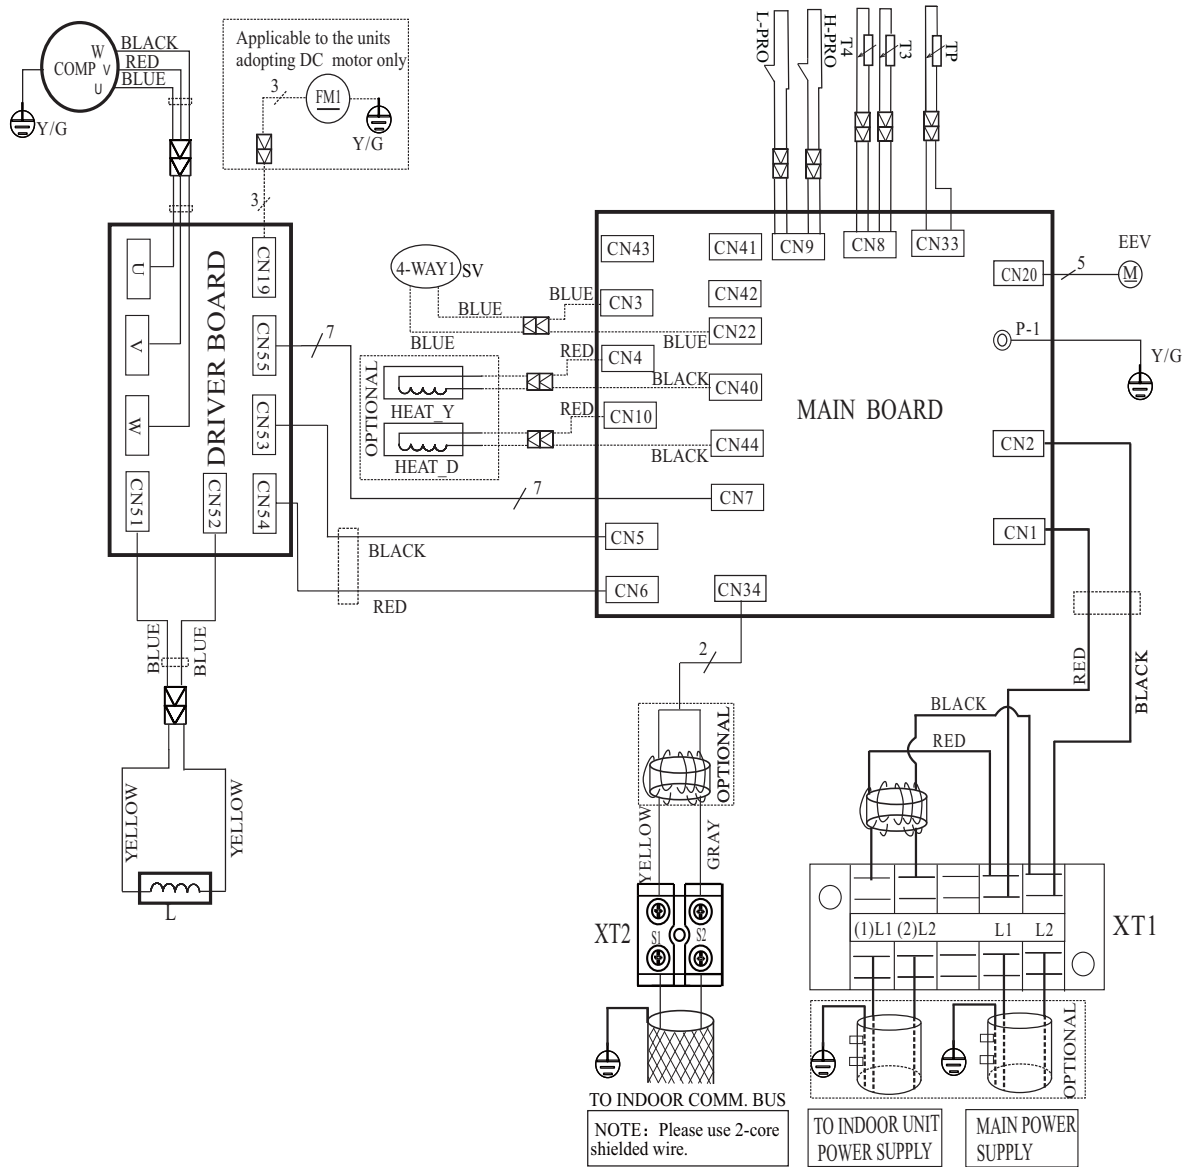 L-PRO
H-PRO
T4
T3
TP
W
COMP V
U
BLACK
RED
BLUE
Y/G
Applicable to the units
adopting DC motor only
3
FM1
Y/G
3
DRIVER BOARD
U
V
W
CN19
CN55
CN53
CN54
CN51
CN52
7
4-WAY1
SV
BLUE
BLUE
BLUE
BLUE
OPTIONAL
HEAT_Y
HEAT_D
RED
BLACK
RED
BLACK
7
BLACK
RED
MAIN BOARD
CN43
CN41
CN9
CN8
CN33
CN20
CN3
CN42
CN22
CN4
CN40
CN10
CN44
CN7
CN5
CN6
CN34
P-1
CN2
CN1
5
EEV
M
Y/G
BLUE
BLUE
YELLOW
YELLOW
L
2
OPTIONAL
YELLOW
GRAY
XT2
S1
S2
TO INDOOR COMM. BUS
NOTE: Please use 2-core
shielded wire.
RED
BLACK
BLACK
RED
(1)L1
(2)L2
L1
L2
XT1
OPTIONAL
TO INDOOR UNIT
POWER SUPPLY
MAIN POWER
SUPPLY